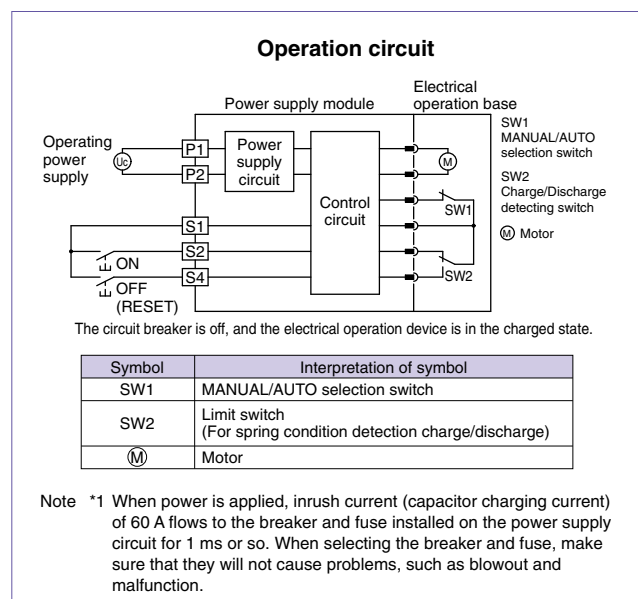 Operation circuit
Power supply module
Electrical
operation base
Operating
power
supply
Uc
P1
P2
Power
supply
circuit
Control
circuit
M
SW1
SW2
S1
S2
S4
ON
OFF
(RESET)
SW1
MANUAL/AUTO
selection switch
SW2
Charge/Discharge
detecting switch
M Motor
The circuit breaker is off, and the electrical operation device is in the charged state.
Symbol Interpretation of symbol
SW1 MANUAL/AUTO selection switch
SW2 Limit switch
(For spring condition detection charge/discharge)
M Motor
Note *1 When power is applied, inrush current (capacitor charging current)
of 60 A flows to the breaker and fuse installed on the power supply
circuit for 1 ms or so. When selecting the breaker and fuse, make
sure that they will not cause problems, such as blowout and
malfunction.